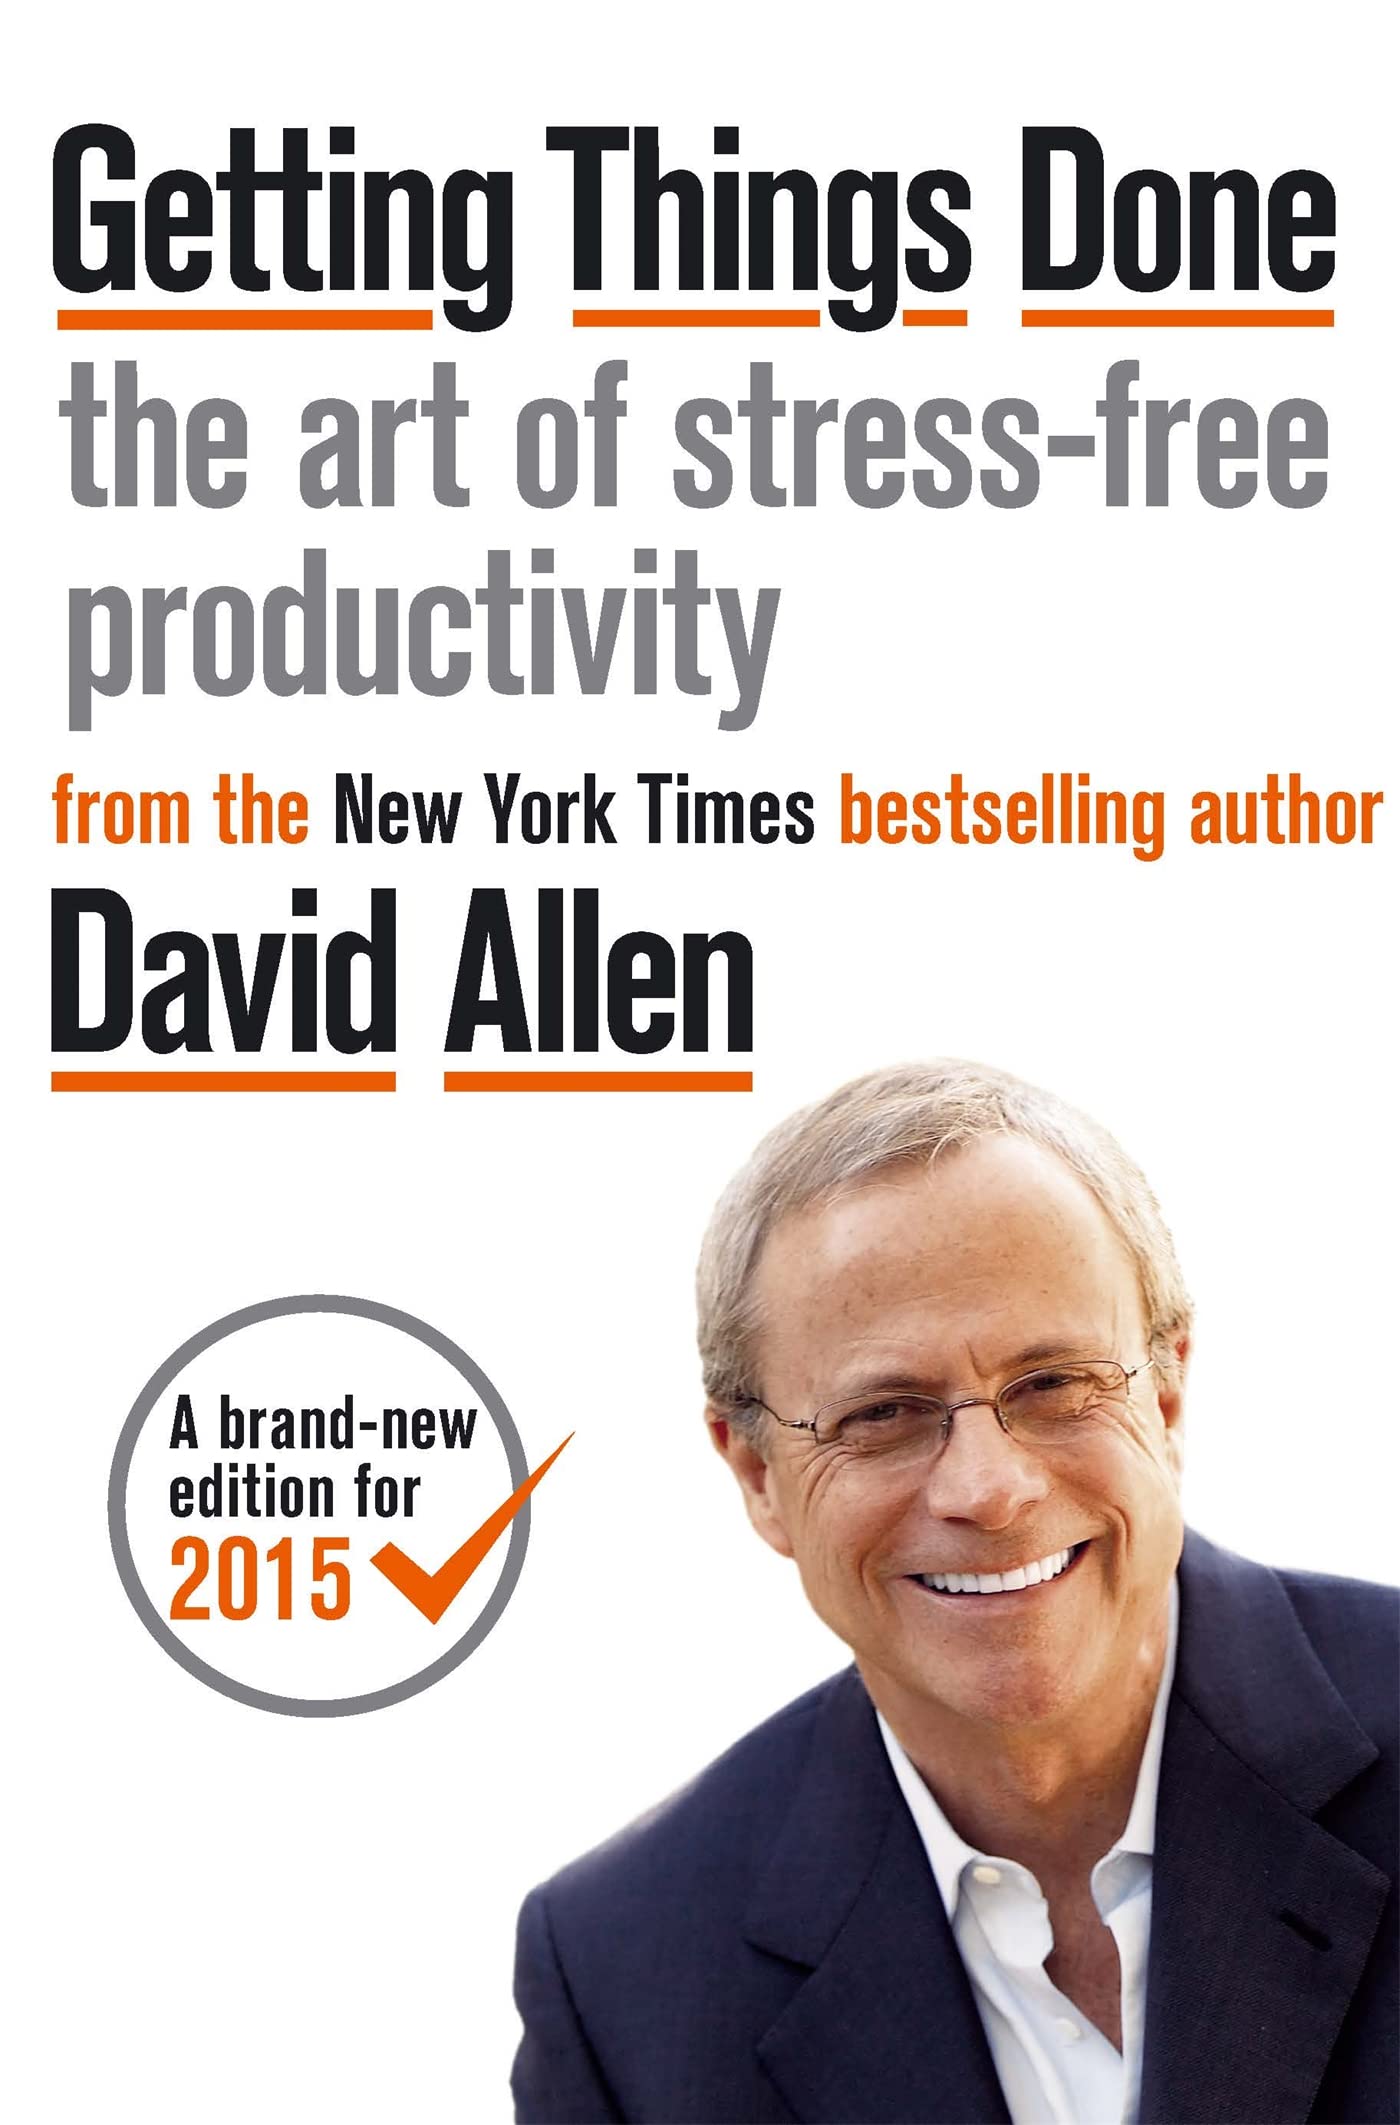 Getting Things Done
the art of stress-free
productivity
from the New York Times bestselling author
David Allen
A brand-new
edition for
2015